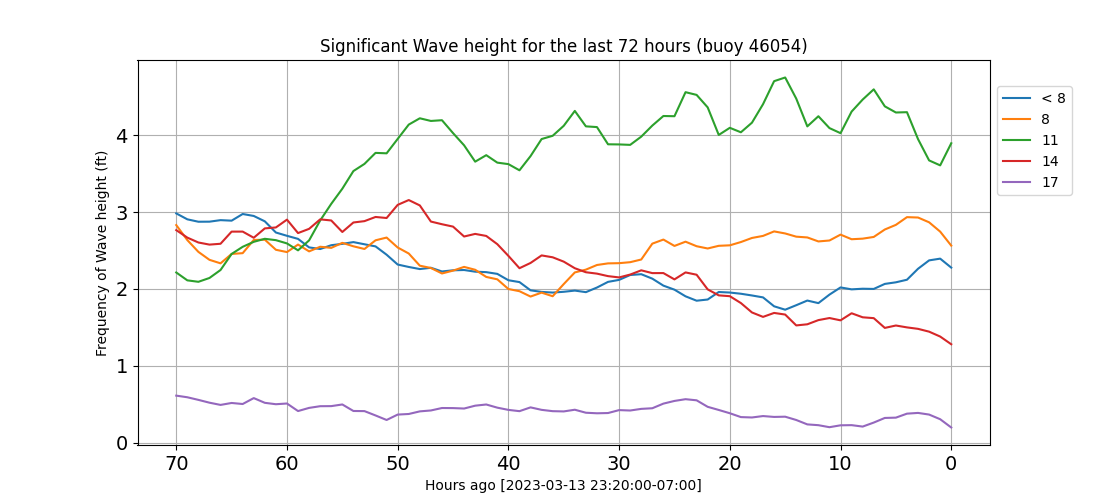 Significant Wave height for the last 72 hours (buoy 46054)
Frequency of Wave height (ft)
4
3
2
1
0
70 60 50 40 30 20 10 0
Hours ago [2023-03-13 23:20:00-07:00]
< 8
8
11
14
17